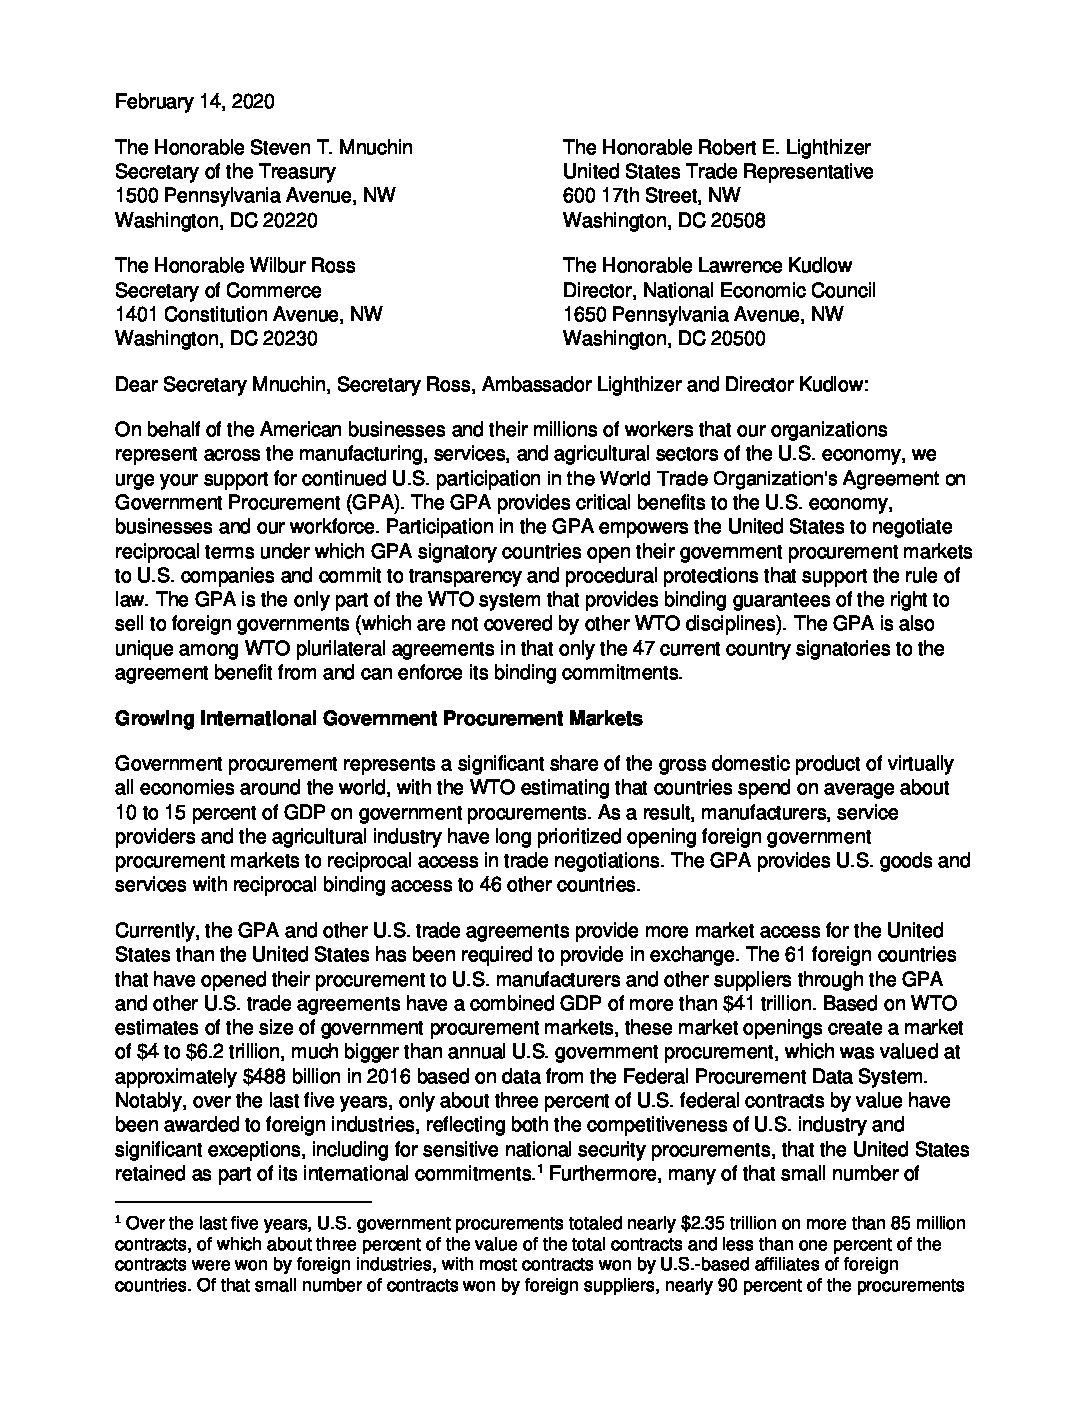 February 14, 2020
The Honorable Steven T. Mnuchin
Secretary of the Treasury
1500 Pennsylvania Avenue, NW
Washington, DC 20220
The Honorable Robert E. Lighthizer
United States Trade Representative
600 17th Street, NW
Washington, DC 20508
The Honorable Wilbur Ross
Secretary of Commerce
1401 Constitution Avenue, NW
Washington, DC 20230
The Honorable Lawrence Kudlow
Director, National Economic Council
1650 Pennsylvania Avenue, NW
Washington, DC 20500
Dear Secretary Mnuchin, Secretary Ross, Ambassador Lighthizer and Director Kudlow:
On behalf of the American businesses and their millions of workers that our organizations
represent across the manufacturing, services, and agricultural sectors of the U.S. economy, we
urge your support for continued U.S. participation in the World Trade Organization's Agreement on
Government Procurement (GPA). The GPA provides critical benefits to the U.S. economy,
businesses and our workforce. Participation in the GPA empowers the United States to negotiate
reciprocal terms under which GPA signatory countries open their government procurement markets
to U.S. companies and commit to transparency and procedural protections that support the rule of
law. The GPA is the only part of the WTO system that provides binding guarantees of the right to
sell to foreign governments (which are not covered by other WTO disciplines). The GPA is also
unique among WTO plurilateral agreements in that only the 47 current country signatories to the
agreement benefit from and can enforce its binding commitments.
Growing International Government Procurement Markets
Government procurement represents a significant share of the gross domestic product of virtually
all economies around the world, with the WTO estimating that countries spend on average about
10 to 15 percent of GDP on government procurements. As a result, manufacturers, service
providers and the agricultural industry have long prioritized opening foreign government
procurement markets to reciprocal access in trade negotiations. The GPA provides U.S. goods and
services with reciprocal binding access to 46 other countries.
Currently, the GPA and other U.S. trade agreements provide more market access for the United
States than the United States has been required to provide in exchange. The 61 foreign countries
that have opened their procurement to U.S. manufacturers and other suppliers through the GPA
and other U.S. trade agreements have a combined GDP of more than $41 trillion. Based on WTO
estimates of the size of government procurement markets, these market openings create a market
of $4 to $6.2 trillion, much bigger than annual U.S. government procurement, which was valued at
approximately $488 billion in 2016 based on data from the Federal Procurement Data System.
Notably, over the last five years, only about three percent of U.S. federal contracts by value have
been awarded to foreign industries, reflecting both the competitiveness of U.S. industry and
significant exceptions, including for sensitive national security procurements, that the United States
retained as part of its international commitments.¹ Furthermore, many of that small number of
¹ Over the last five years, U.S. government procurements totaled nearly $2.35 trillion on more than 85 million
contracts, of which about three percent of the value of the total contracts and less than one percent of the
contracts were won by foreign industries, with most contracts won by U.S.-based affiliates of foreign
countries. Of that small number of contracts won by foreign suppliers, nearly 90 percent of the procurements